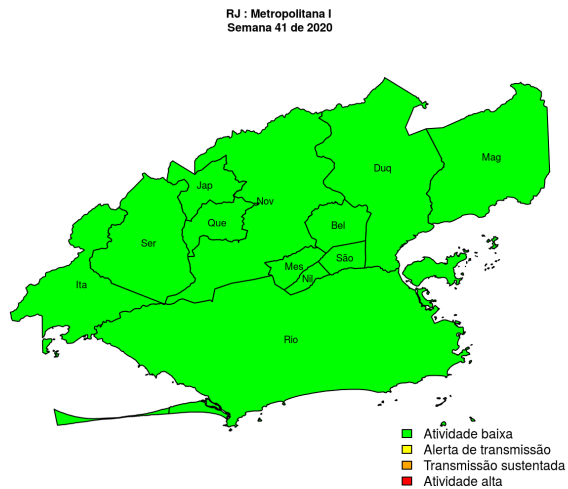 RJ : Metropolitana I
Semana 41 de 2020
Mag
Duq
Jap
Nov
Que
Bel
Ser
São
Mes
Nil
Ita
Rio
Atividade baixa
Alerta de transmissão
Transmissão sustentada
Atividade alta